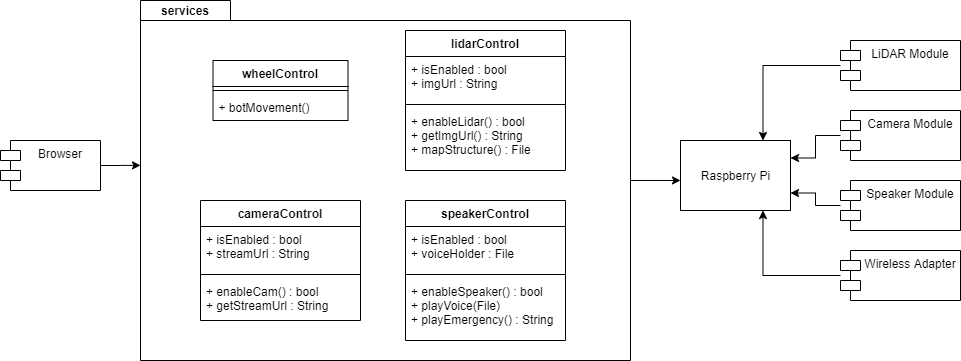 services
wheelControl
+ botMovement()
lidarControl
+ isEnabled : bool
+ imgUrl : String
+ enableLidar() : bool
+ getImgUrl() : String
+ mapStructure() : File
Browser
cameraControl
+ isEnabled : bool
+ streamUrl : String
+ enableCam() : bool
+ getStreamUrl : String
speakerControl
+ isEnabled : bool
+ voiceHolder : File
+ enableSpeaker() : bool
+ playVoice(File)
+ playEmergency() : String
Raspberry Pi
LiDAR Module
Camera Module
Speaker Module
Wireless Adapter